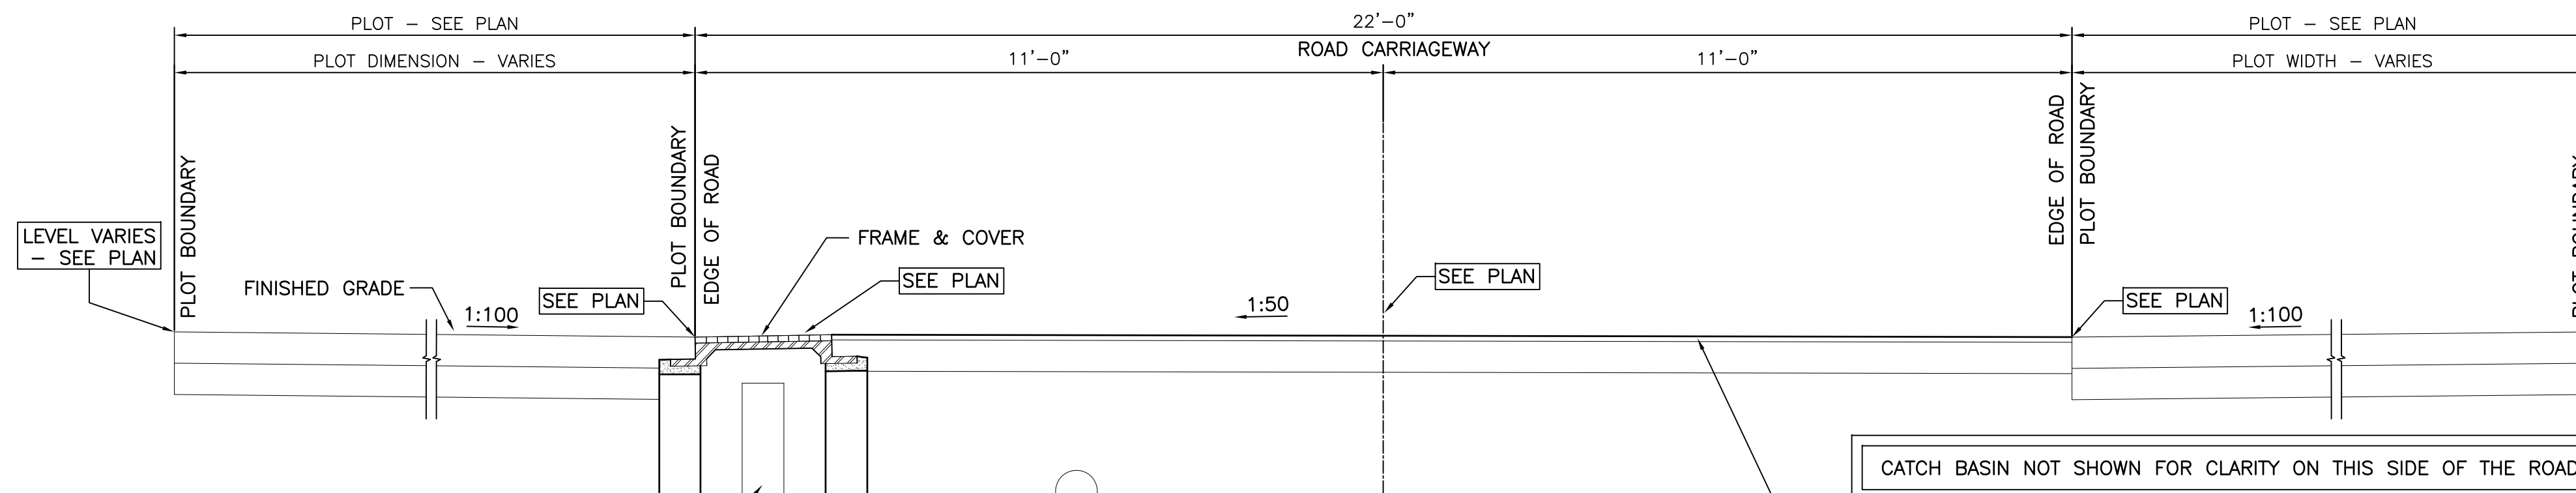 PLOT – SEE PLAN
22'-0"
PLOT – SEE PLAN
PLOT DIMENSION – VARIES
11'-0"
ROAD CARRIAGEWAY
11'-0"
PLOT WIDTH – VARIES
PLOT BOUNDARY
PLOT BOUNDARY
EDGE OF ROAD
EDGE OF ROAD
PLOT BOUNDARY
PLOT BOUNDARY
LEVEL VARIES
– SEE PLAN
FINISHED GRADE
1:100
SEE PLAN
FRAME & COVER
SEE PLAN
1:50
SEE PLAN
SEE PLAN
1:100
CATCH BASIN NOT SHOWN FOR CLARITY ON THIS SIDE OF THE ROAD